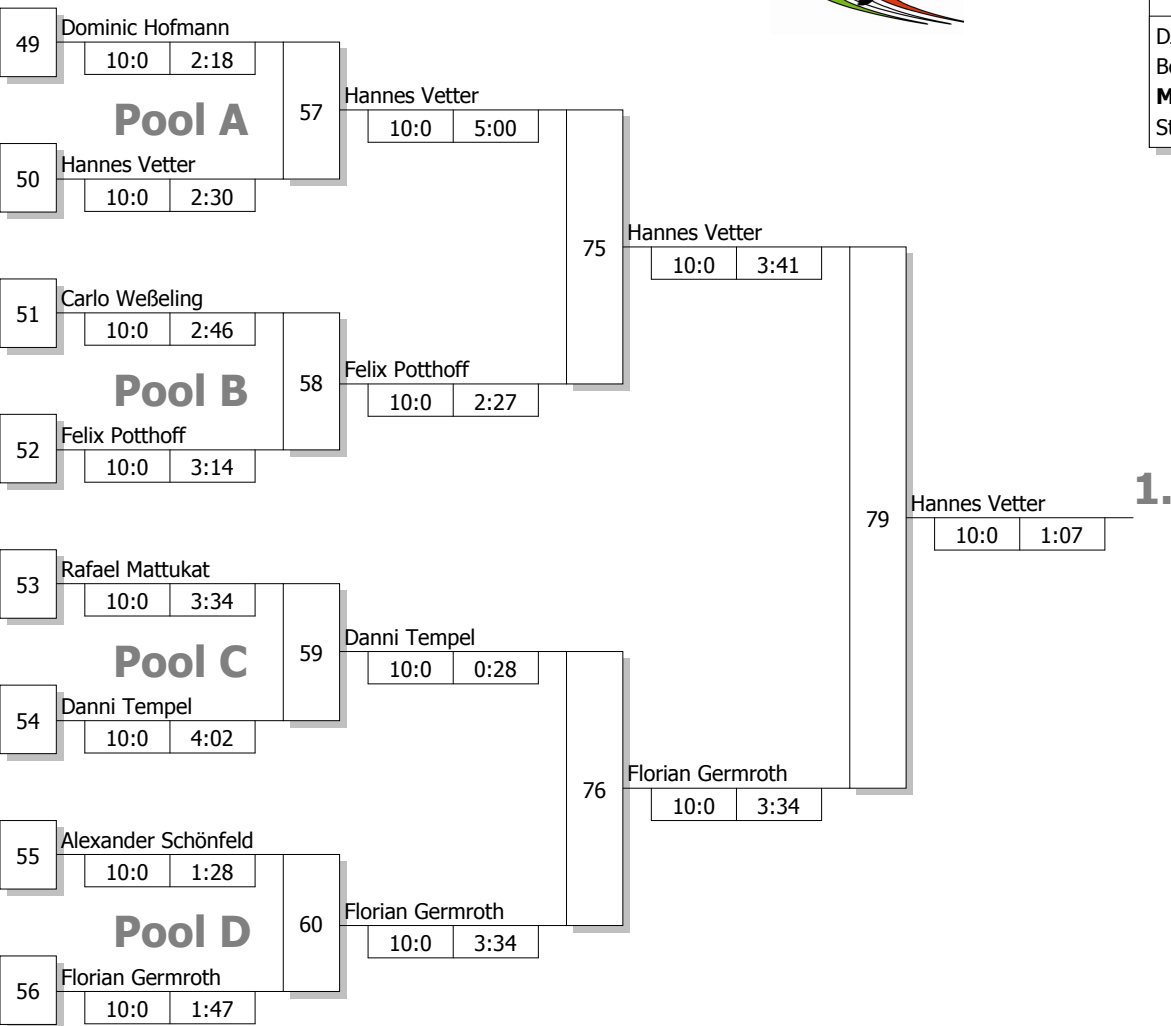 49
Dominic Hofmann
10:0 2:18
Pool A
57
Hannes Vetter
10:0 5:00
50
Hannes Vetter
10:0 2:30
75
Hannes Vetter
10:0 3:41
51
Carlo Weßeling
10:0 2:46
Pool B
58
Felix Potthoff
10:0 2:27
52
Felix Potthoff
10:0 3:14
79
Hannes Vetter
1.
10:0 1:07
53
Rafael Mattukat
10:0 3:34
Pool C
59
Danni Tempel
10:0 0:28
54
Danni Tempel
10:0 4:02
76
Florian Germroth
10:0 3:34
55
Alexander Schönfeld
10:0 1:28
Pool D
60
Florian Germroth
10:0 3:34
56
Florian Germroth
10:0 1:47